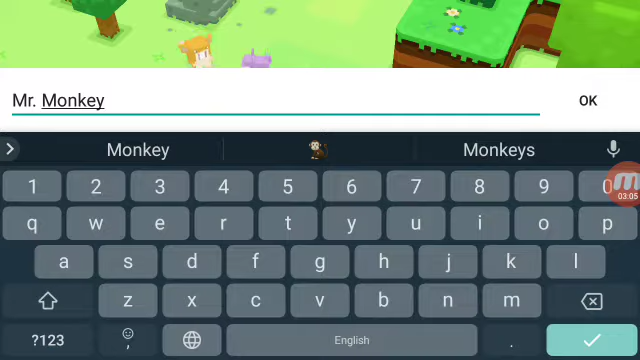 Mr. Monkey
OK
Monkey
Monkeys
1 2 3 4 5 6 7 8 9 0
03:05
q w e r t y u i o p
a s d f g h j k l
z x c v b n m
?123 , English .